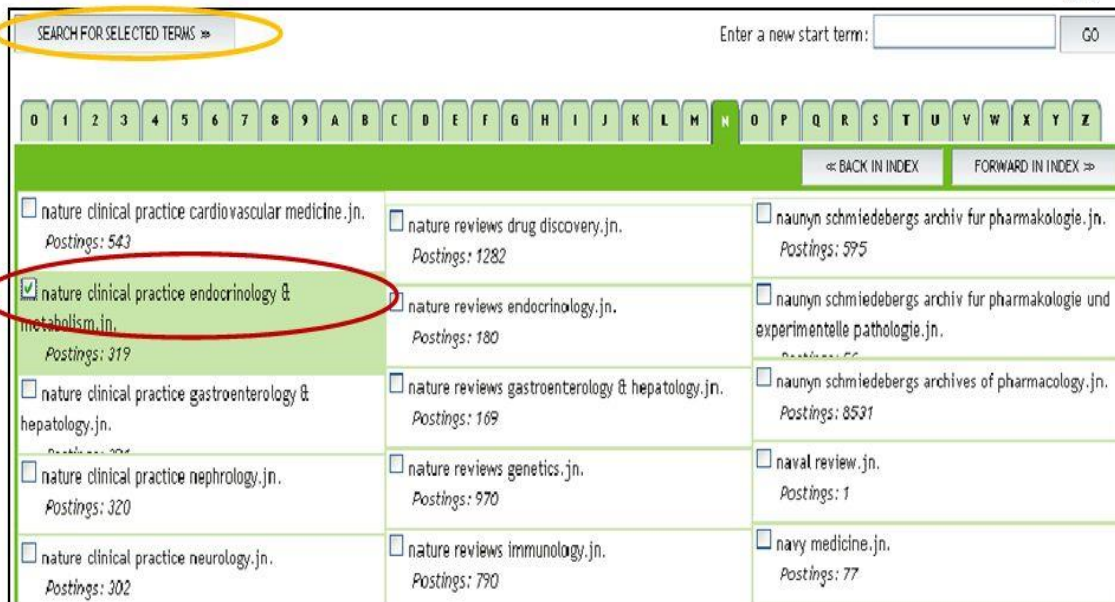 SEARCH FOR SELECTED TERMS »
Enter a new start term:
GO
0 1 2 3 4 5 6 7 8 9 A B C D E F G H I J K L M N O P Q R S T U V W X Y Z
« BACK IN INDEX
FORWARD IN INDEX »
nature clinical practice cardiovascular medicine.jn.
Postings: 543
nature clinical practice endocrinology &
metabolism.jn.
Postings: 319
nature clinical practice gastroenterology &
hepatology.jn.
nature clinical practice nephrology.jn.
Postings: 320
nature clinical practice neurology.jn.
Postings: 302
nature reviews drug discovery.jn.
Postings: 1282
nature reviews endocrinology.jn.
Postings: 180
nature reviews gastroenterology & hepatology.jn.
Postings: 169
nature reviews genetics.jn.
Postings: 970
nature reviews immunology.jn.
Postings: 790
naunyn schmiedebergs archiv fur pharmakologie.jn.
Postings: 595
naunyn schmiedebergs archiv fur pharmakologie und
experimentelle pathologie.jn.
naunyn schmiedebergs archives of pharmacology.jn.
Postings: 8531
naval review.jn.
Postings: 1
navy medicine.jn.
Postings: 77